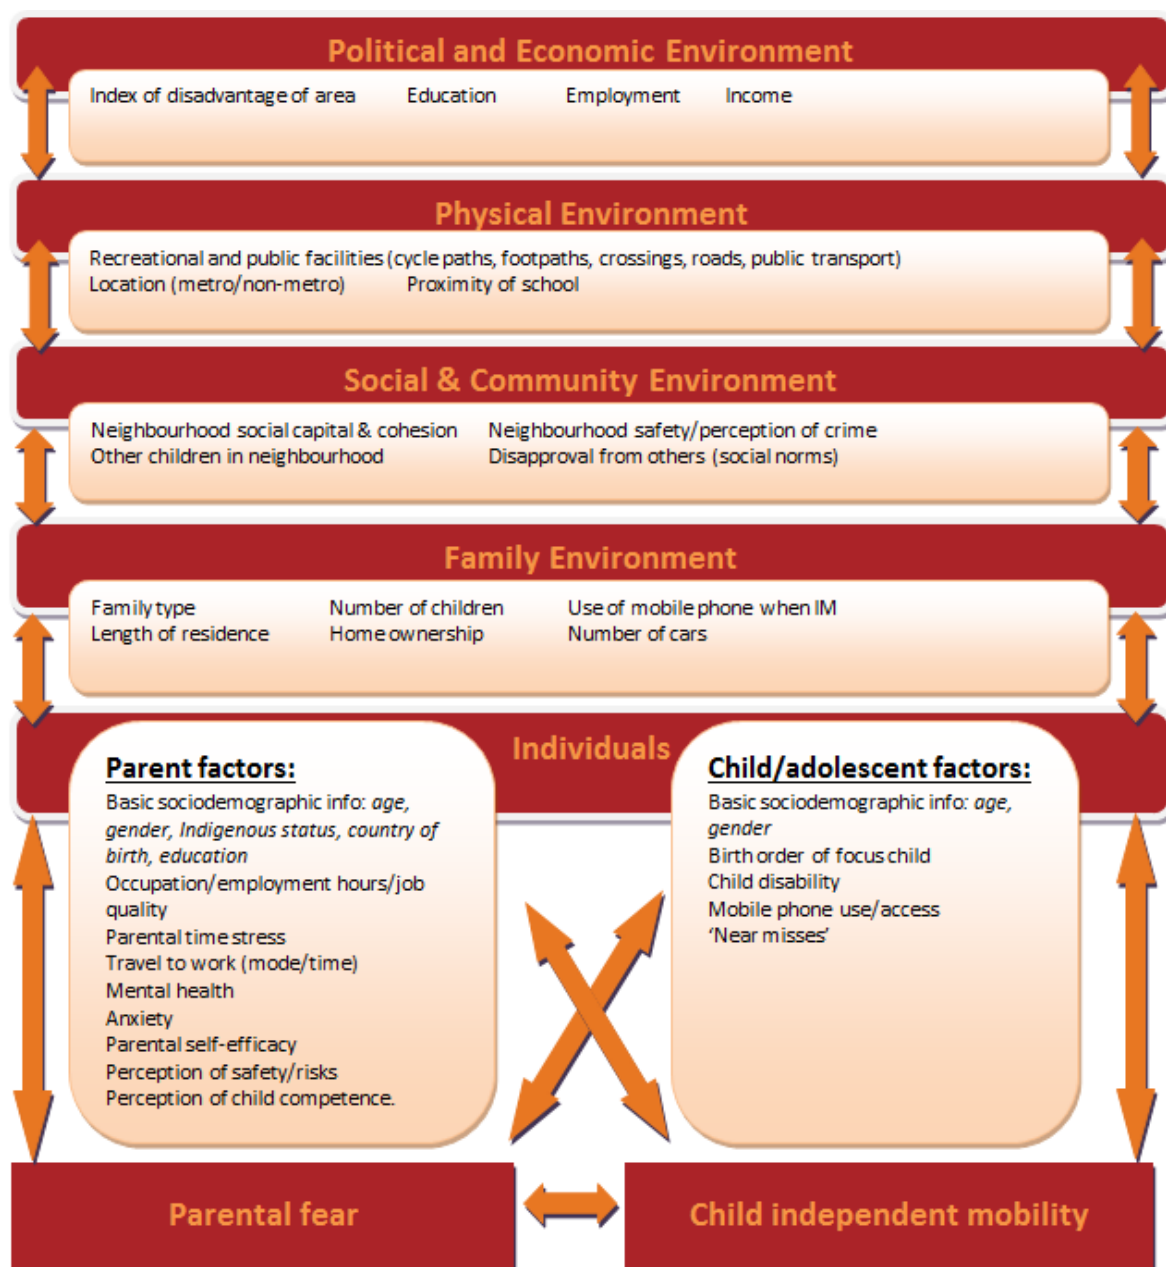 Political and Economic Environment
Index of disadvantage of area Education Employment Income
Physical Environment
Recreational and public facilities (cycle paths, footpaths, crossings, roads, public transport)
Location (metro/non-metro) Proximity of school
Social & Community Environment
Neighbourhood social capital & cohesion Neighbourhood safety/perception of crime
Other children in neighbourhood Disapproval from others (social norms)
Family Environment
Family type Number of children Use of mobile phone when IM
Length of residence Home ownership Number of cars
Individuals
Parent factors:
Basic sociodemographic info: age,
gender, Indigenous status, country of
birth, education
Occupation/employment hours/job
quality
Parental time stress
Travel to work (mode/time)
Mental health
Anxiety
Parental self-efficacy
Perception of safety/risks
Perception of child competence.
Child/adolescent factors:
Basic sociodemographic info: age,
gender
Birth order of focus child
Child disability
Mobile phone use/access
‘Near misses’
Parental fear
Child independent mobility